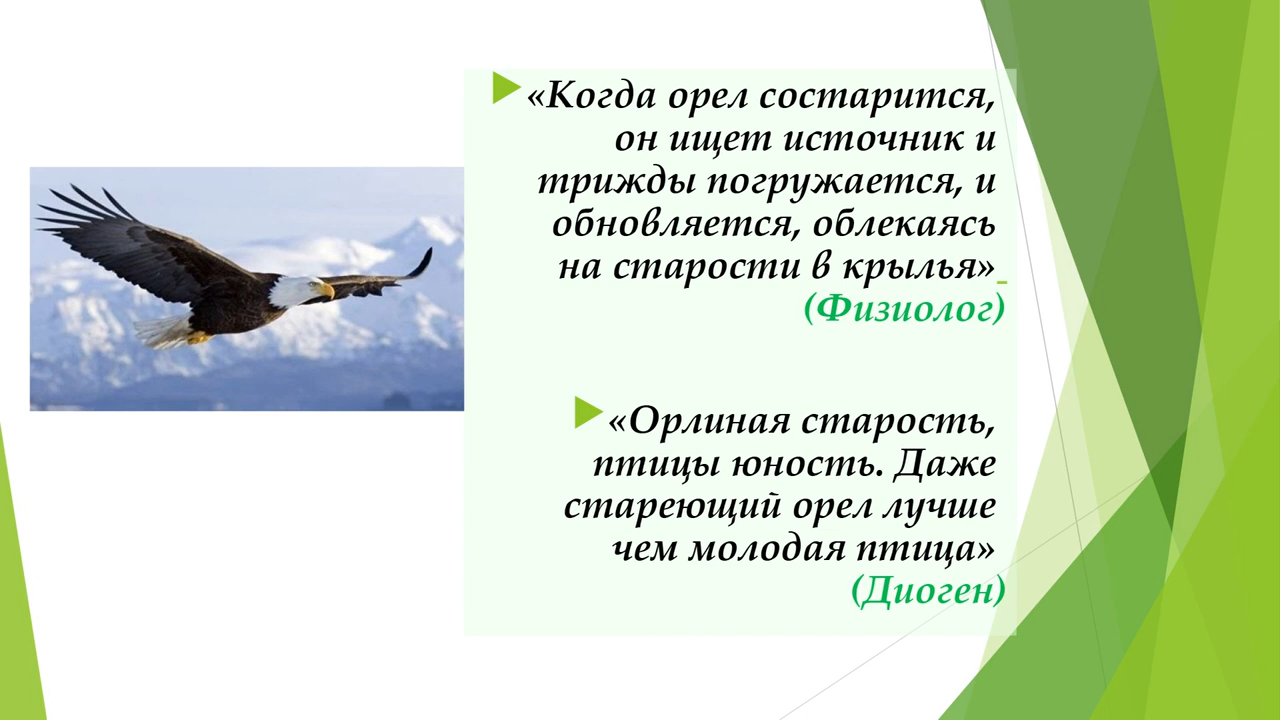 «Когда орел состарится,
он ищет источник и
трижды погружается, и
обновляется, облекаясь
на старости в крылья»
(Физиолог)
«Орлиная старость,
птицы юность. Даже
стареющий орел лучше
чем молодая птица»
(Диоген)